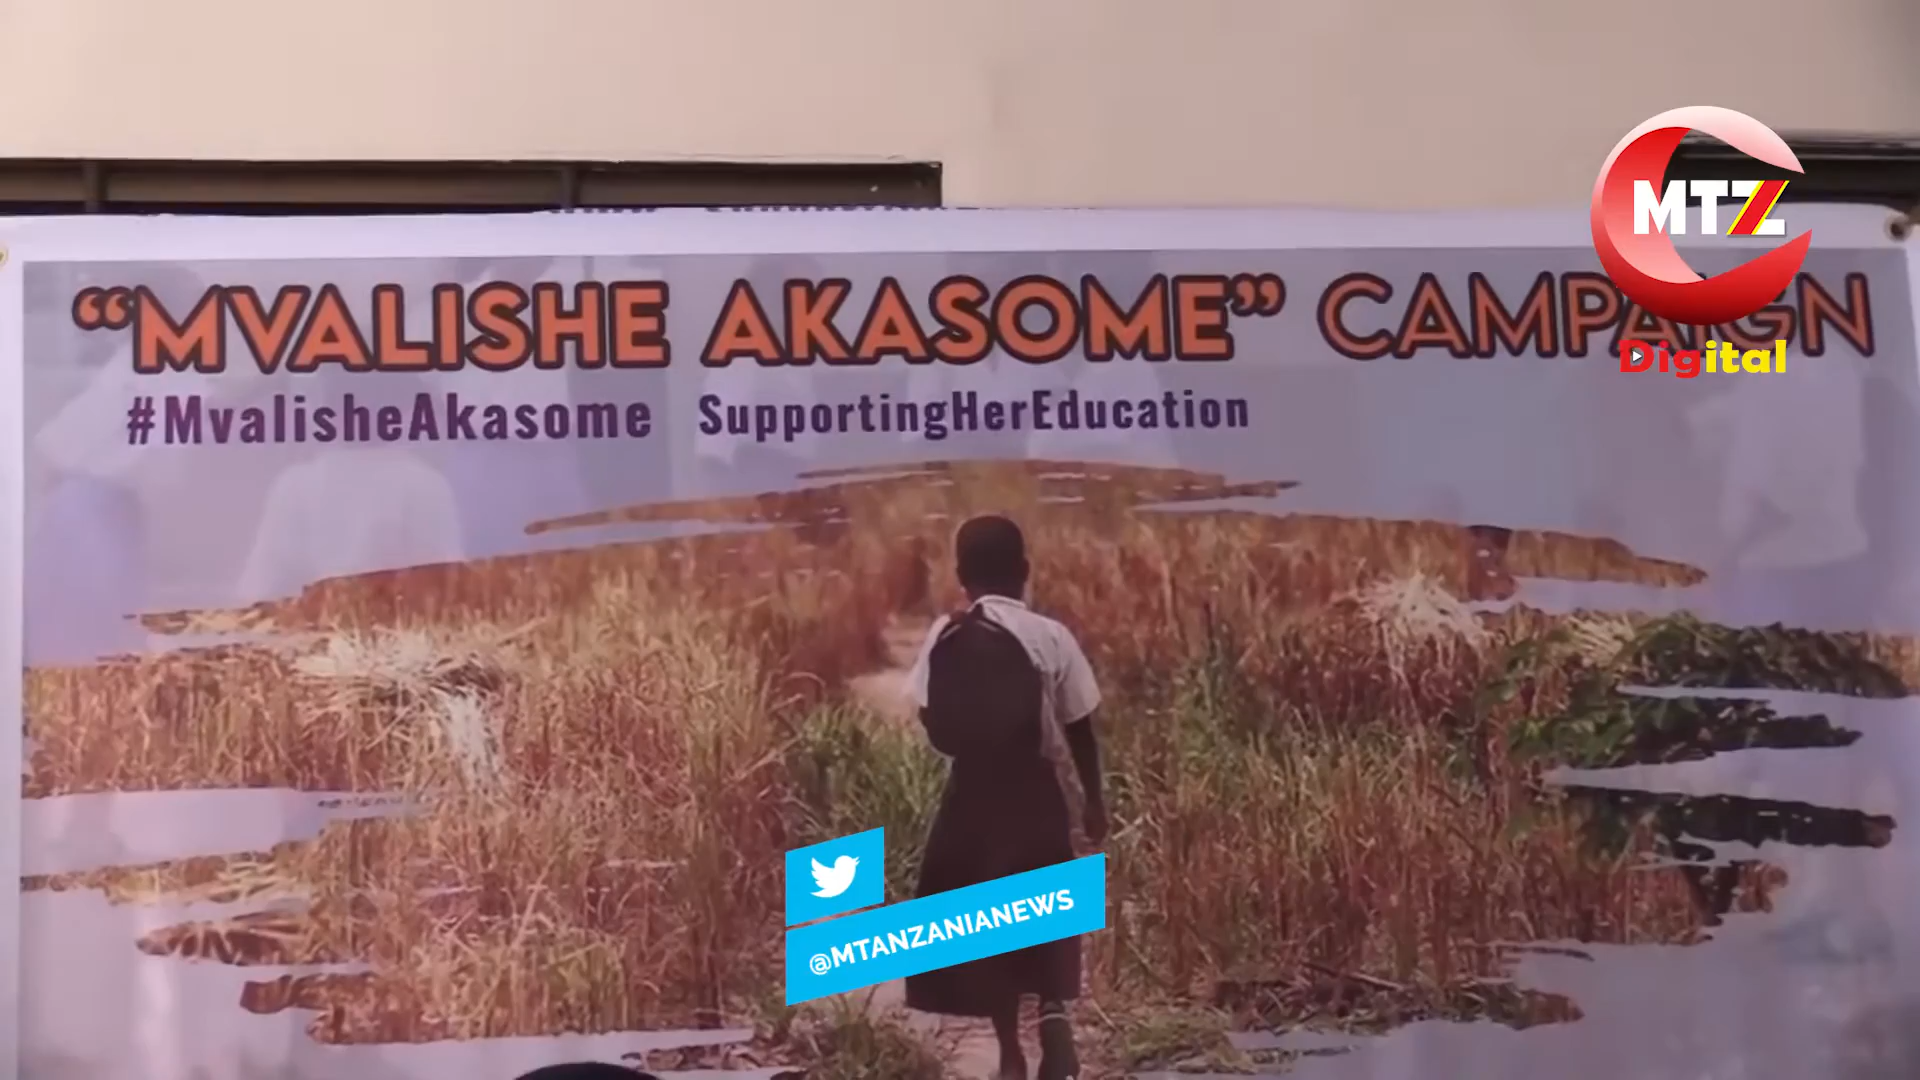 "MVALISHE AKASOME" CAMPAIGN
#MvalisheAkasome SupportingHerEducation
MTZ
Digital
@MTANZANIANEWS